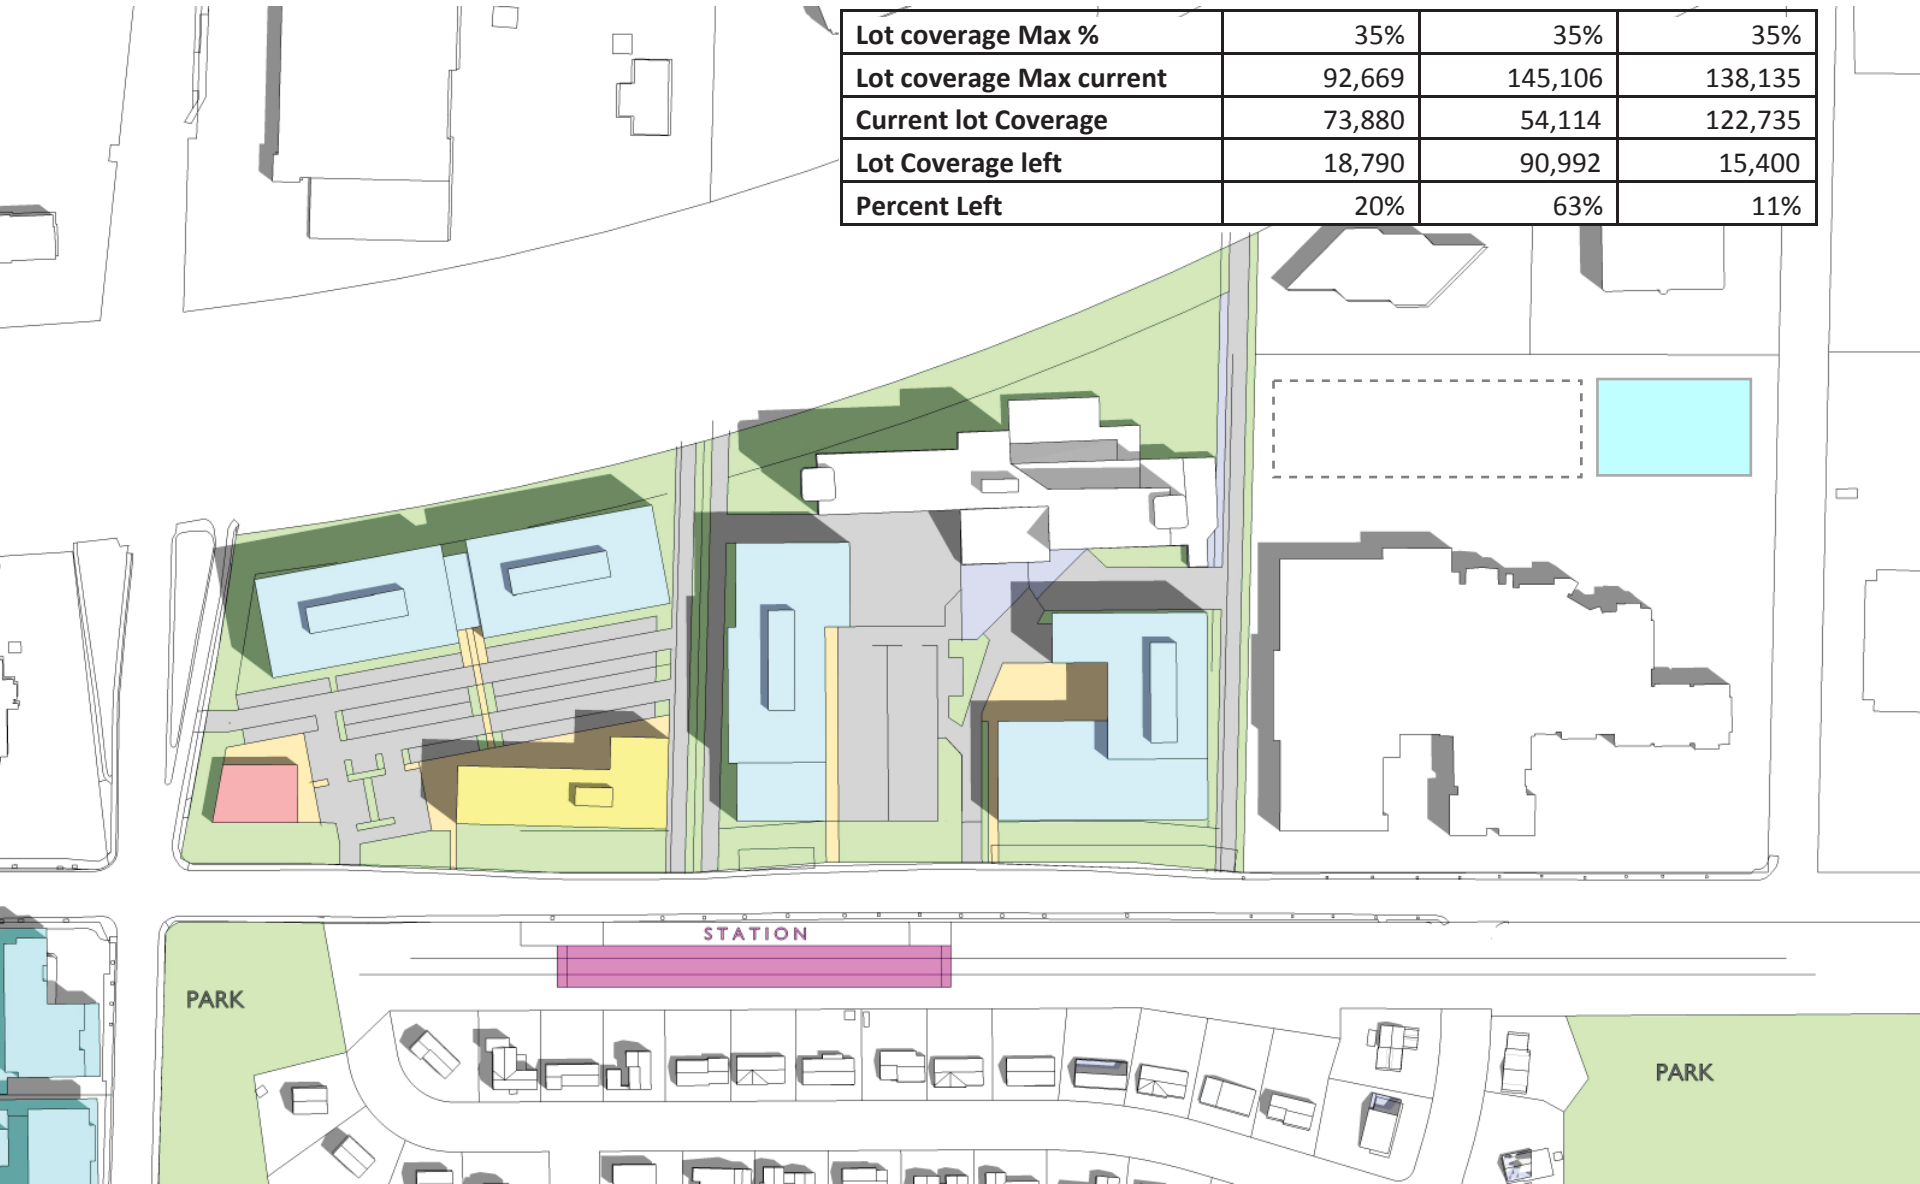 Lot coverage Max % 35% 35% 35%
Lot coverage Max current 92,669 145,106 138,135
Current lot Coverage 73,880 54,114 122,735
Lot Coverage left 18,790 90,992 15,400
Percent Left 20% 63% 11%
STATION
PARK
PARK